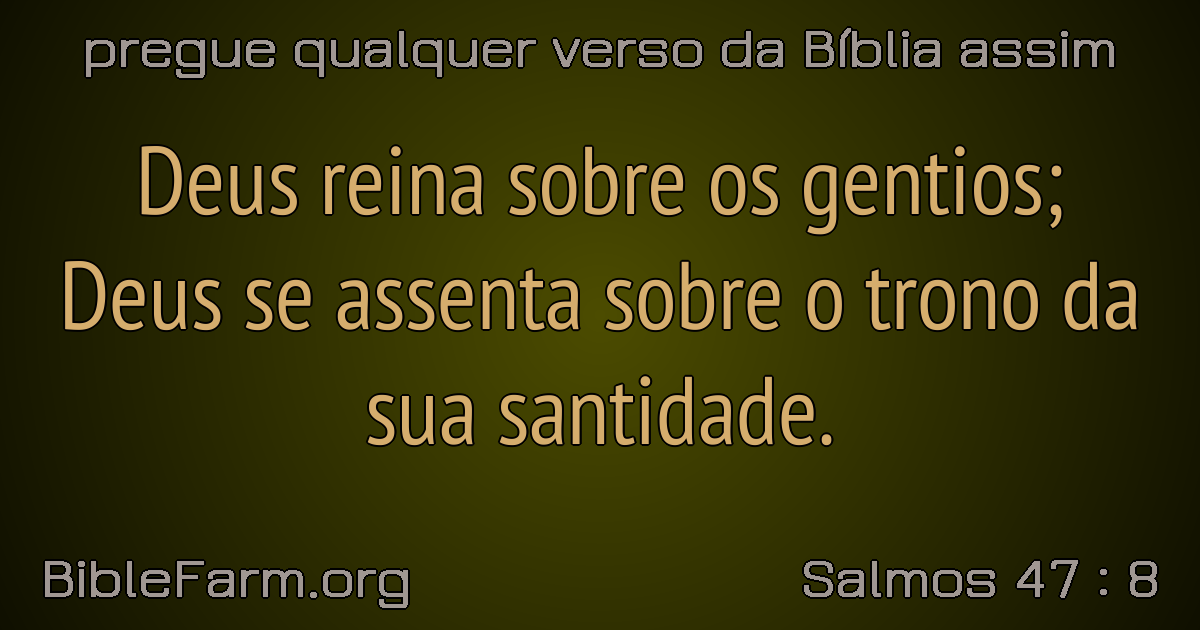 pregue qualquer verso da Bíblia assim
Deus reina sobre os gentios;
Deus se assenta sobre o trono da
sua santidade.
BibleFarm.org
Salmos 47 : 8